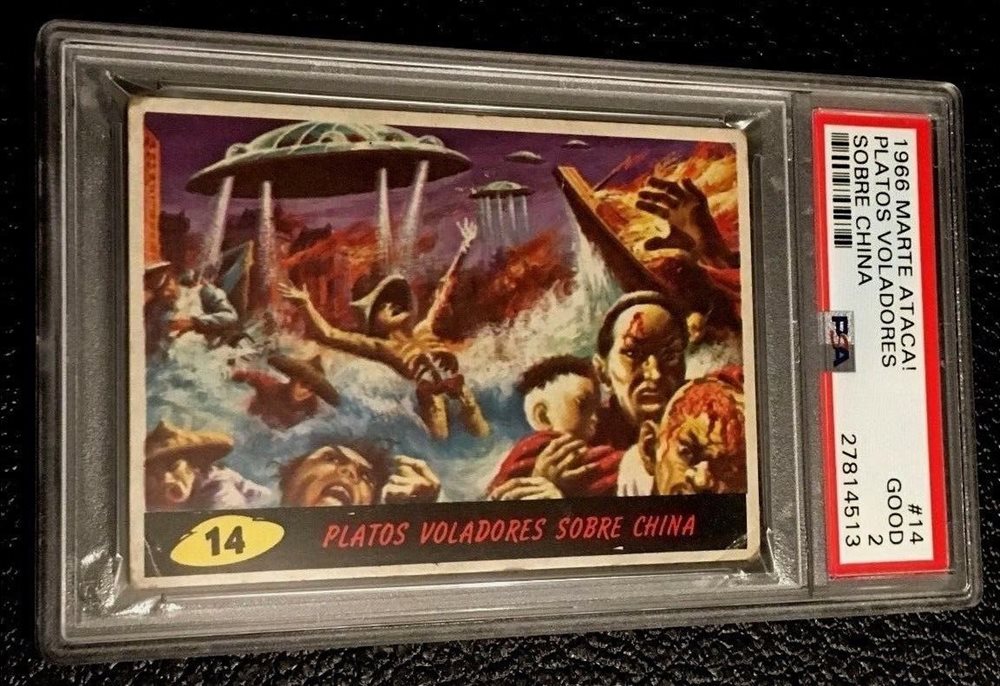 14
PLATOS VOLADORES SOBRE CHINA
1966 MARTE ATACA!
PLATOS VOLADORES
SOBRE CHINA
#14
GOOD
2
PSA
27814513